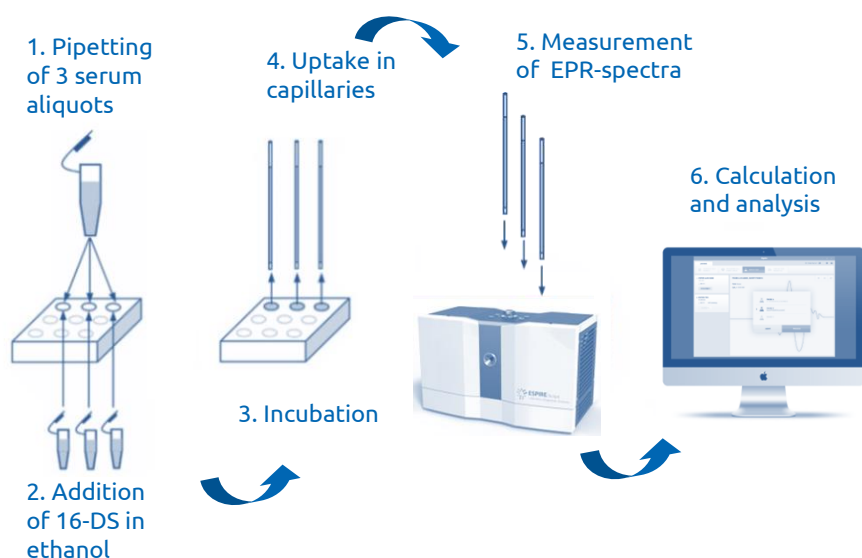 1. Pipetting
of 3 serum
aliquots
2. Addition
of 16-DS in
ethanol
3. Incubation
4. Uptake in
capillaries
5. Measurement
of EPR-spectra
ESPIRE
6. Calculation
and analysis